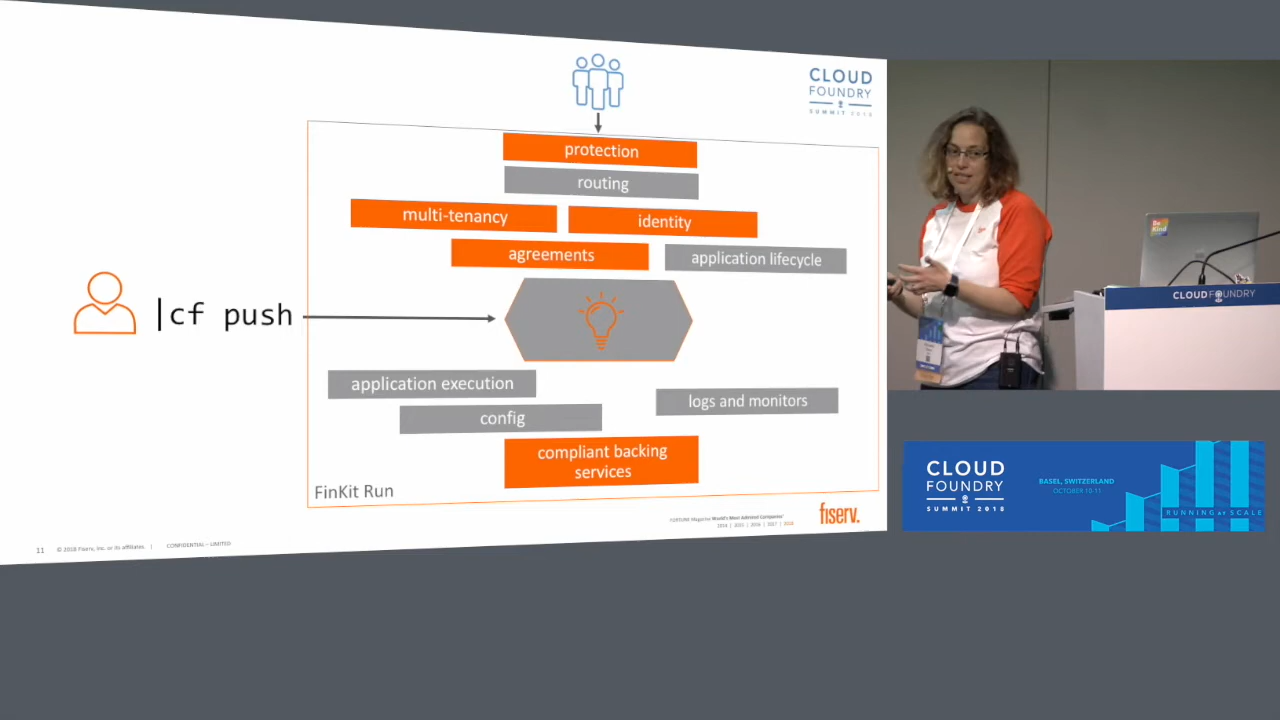 CLOUD
FOUNDRY
SUMMIT 2018
protection
routing
multi-tenancy
identity
agreements
application lifecycle
|cf push
application execution
logs and monitors
config
compliant backing
services
FinKit Run
FORTUNE Magazine World's Most Admired Companies
2014 | 2015 | 2016 | 2017 | 2018
fiserv.
11 © 2018 Fiserv, Inc. or its affiliates. | CONFIDENTIAL – LIMITED
Be
Kind
CLOUD FOUNDRY
CLOUD
FOUNDRY
SUMMIT 2018
BASEL, SWITZERLAND
OCTOBER 10-11
RUNNING AT SCALE